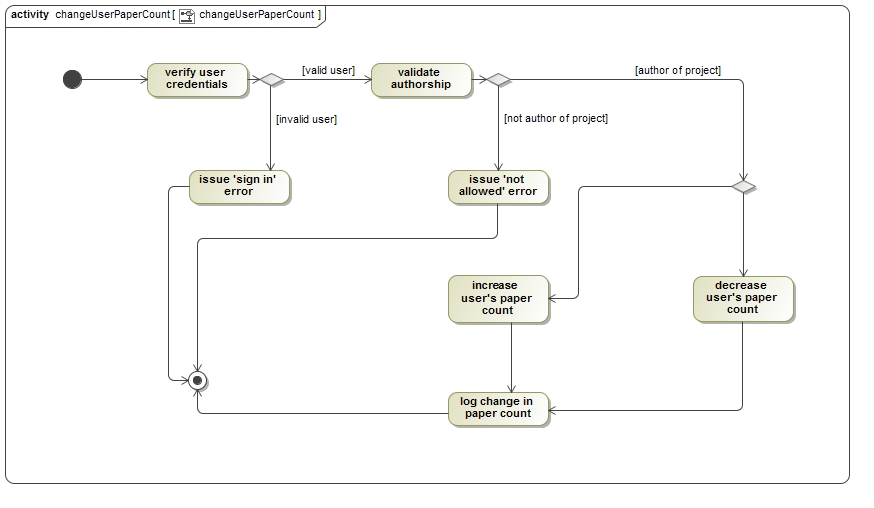 activity changeUserPaperCount [ changeUserPaperCount ]
verify user
credentials
[valid user]
validate
authorship
[author of project]
[invalid user]
[not author of project]
issue 'sign in'
error
issue 'not
allowed' error
increase
user's paper
count
decrease
user's paper
count
log change in
paper count